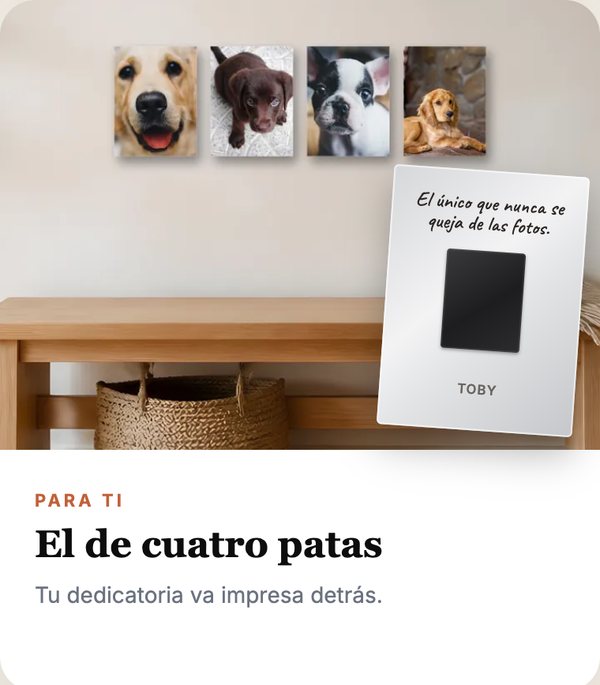 El único que nunca se
queja de las fotos.
TOBY
PARA TI
El de cuatro patas
Tu dedicatoria va impresa detrás.